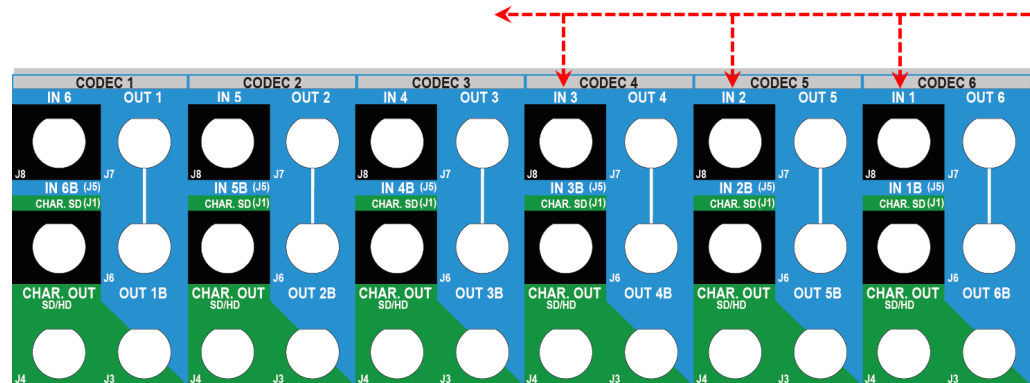 CODEC 1 CODEC 2 CODEC 3 CODEC 4 CODEC 5 CODEC 6
IN 6 OUT 1 IN 5 OUT 2 IN 4 OUT 3 IN 3 OUT 4 IN 2 OUT 5 IN 1 OUT 6
J8 J7 J8 J7 J8 J7 J8 J7 J8 J7 J8 J7
IN 6B (J5) IN 5B (J5) IN 4B (J5) IN 3B (J5) IN 2B (J5) IN 1B (J5)
CHAR. SD (J1) CHAR. SD (J1) CHAR. SD (J1) CHAR. SD (J1) CHAR. SD (J1) CHAR. SD (J1)
J6 J6 J6 J6 J6 J6
CHAR. OUT OUT 1B CHAR. OUT OUT 2B CHAR. OUT OUT 3B CHAR. OUT OUT 4B CHAR. OUT OUT 5B CHAR. OUT OUT 6B
SD/HD SD/HD SD/HD SD/HD SD/HD SD/HD
J4 J3 J4 J3 J4 J3 J4 J3 J4 J3 J4 J3